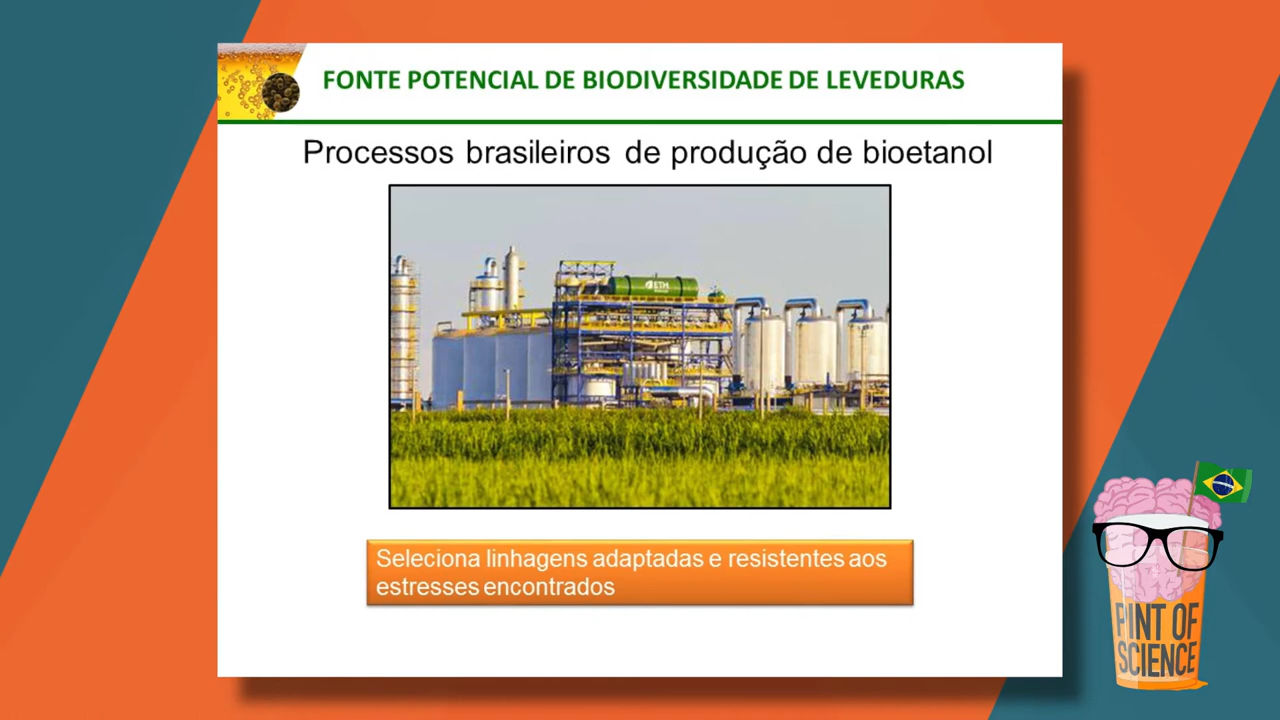 FONTE POTENCIAL DE BIODIVERSIDADE DE LEVEDURAS
Processos brasileiros de produção de bioetanol
ETH
Seleciona linhagens adaptadas e resistentes aos
estresses encontrados
PINT OF
SCIENCE